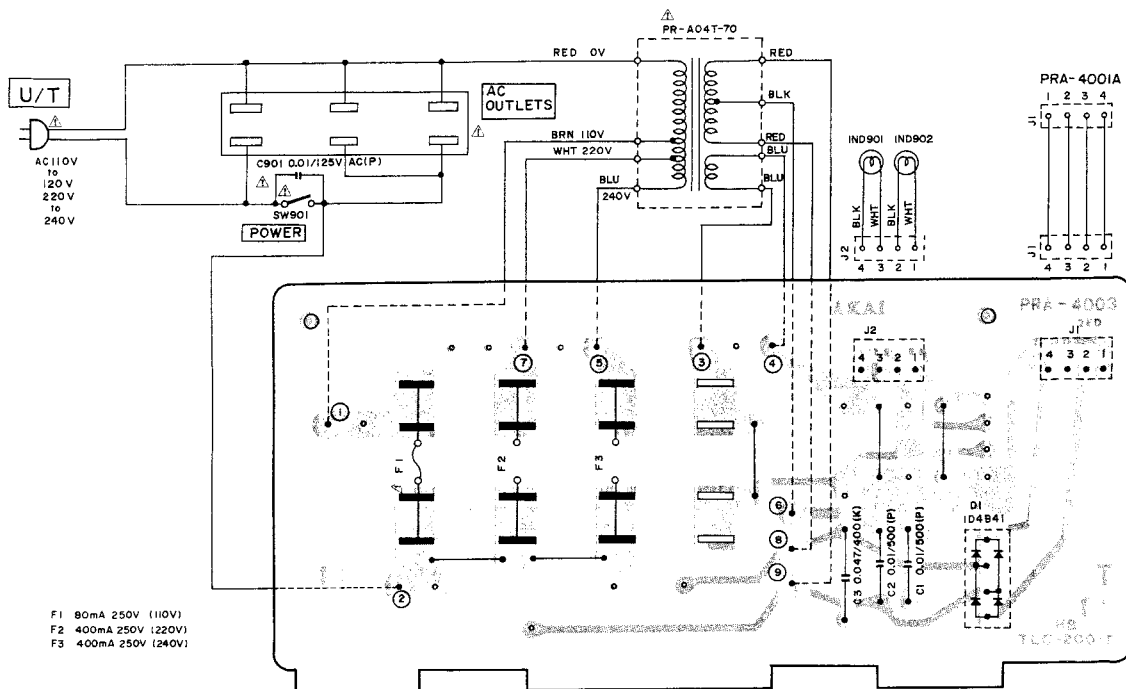 PR-A04T-70
RED 0V
RED
U/T
AC
OUTLETS
BLK
PRA-4001A
1 2 3 4
J1
BRN 110V
WHT 220V
RED
BLU
IND901 IND902
AC110V
to
120V
220V
to
240V
C901 0.01/125V AC(P)
BLU
240V
BLU
SW901
POWER
BLK
WHT
BLK
WHT
J2
4 3 2 1
J1
4 3 2 1
AKAI
PRA-4003
J2
J1
4 3 2 1
4 3 2 1
7
5
3
4
1
F1
F2
F3
6
8
9
2
C3 0.047/400(K)
C2 0.01/500(P)
C1 0.01/500(P)
D1
1D4B41
F1 80mA 250V (110V)
F2 400mA 250V (220V)
F3 400mA 250V (240V)
HB